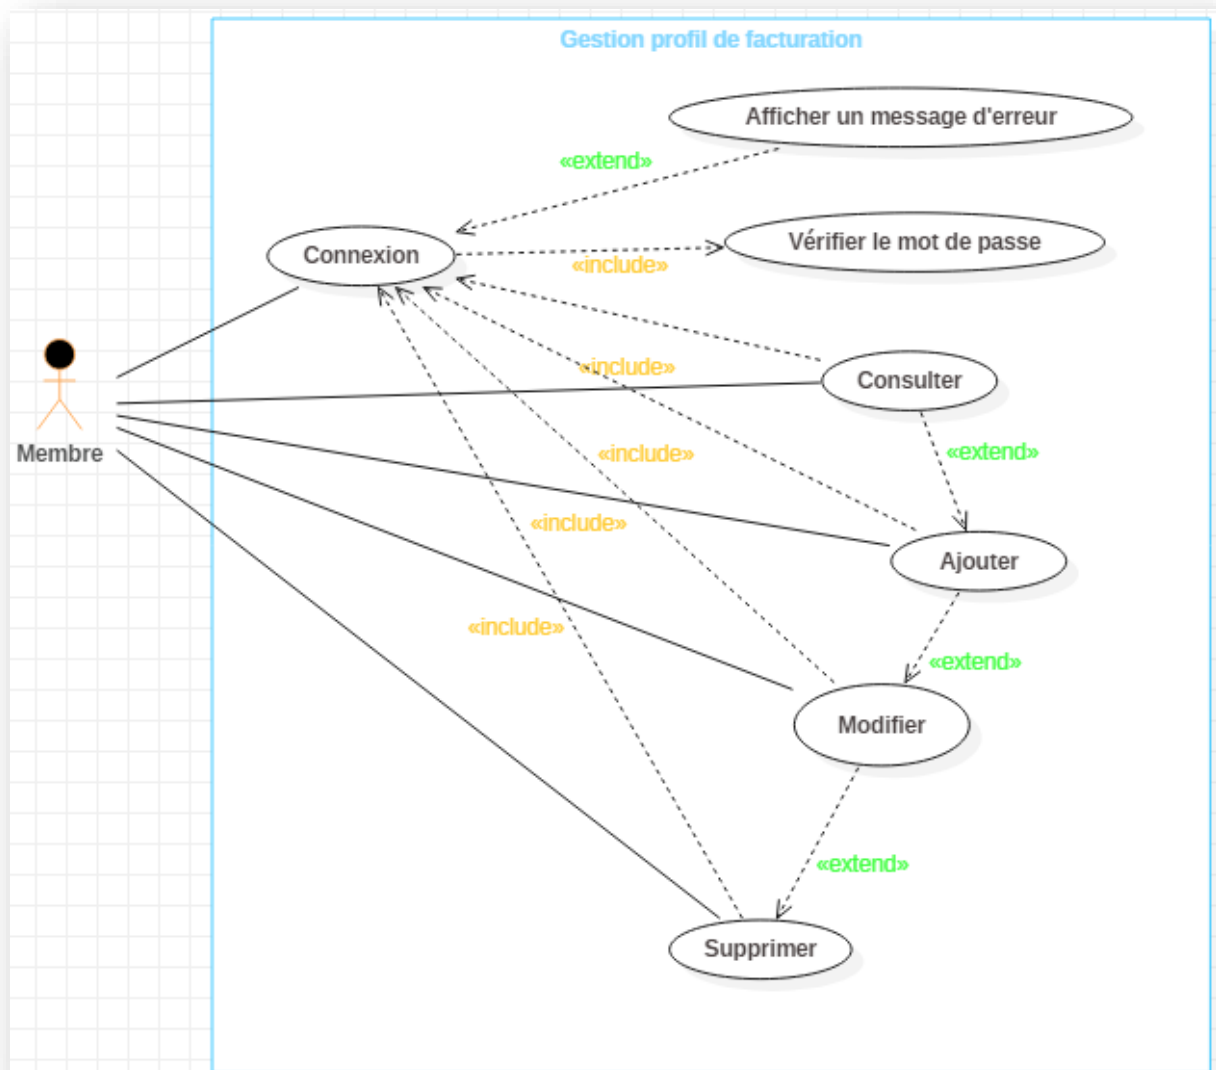 Gestion profil de facturation
Afficher un message d'erreur
«extend»
Connexion
Vérifier le mot de passe
«include»
«include»
Consulter
Membre
«include»
«extend»
«include»
Ajouter
«include»
«extend»
Modifier
«extend»
Supprimer